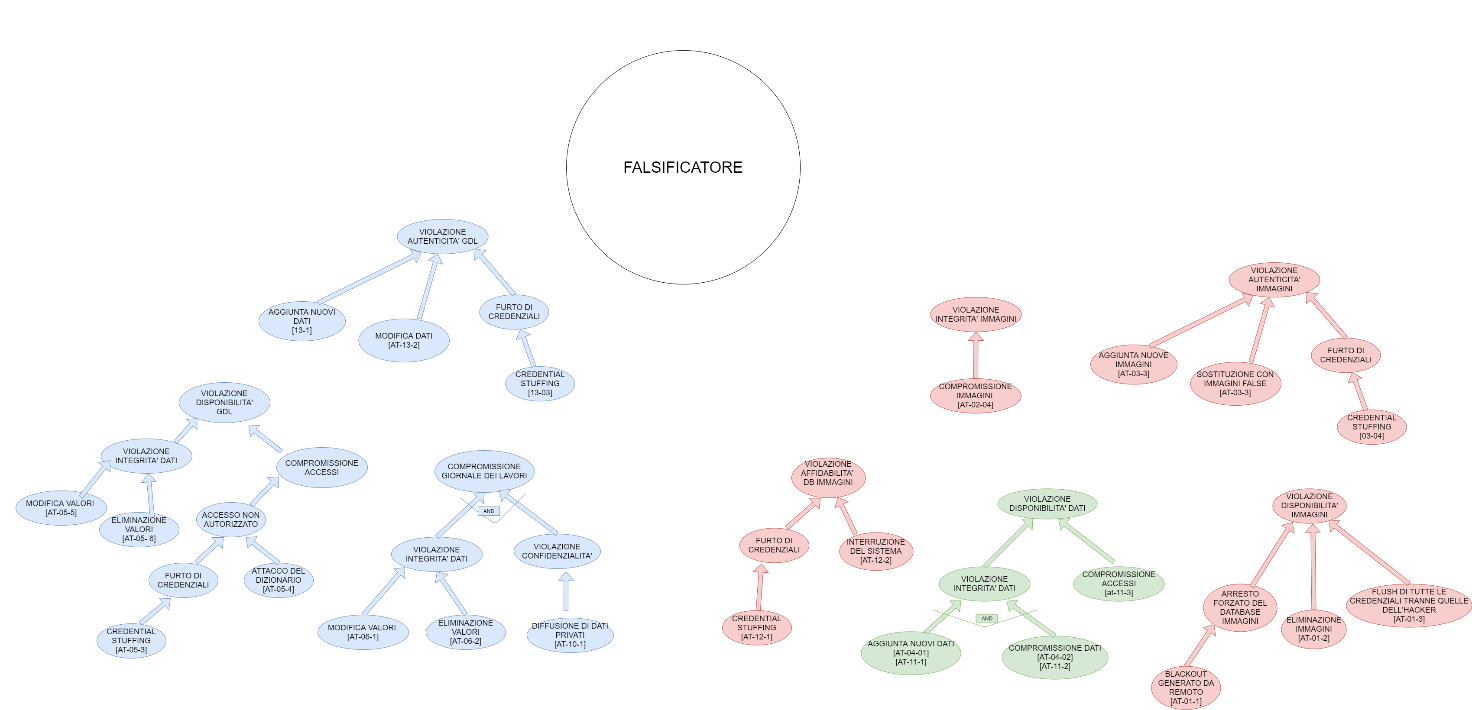 FALSIFICATORE
VIOLAZIONE
AUTENTICITA' GDL
AGGIUNTA NUOVI
DATI
[13-1]
MODIFICA DATI
[AT-13-2]
FURTO DI
CREDENZIALI
CREDENTIAL
STUFFING
[13-03]
VIOLAZIONE
DISPONIBILITA'
GDL
VIOLAZIONE
INTEGRITA' DATI
COMPROMISSIONE
ACCESSI
MODIFICA VALORI
[AT-05-5]
ELIMINAZIONE
VALORI
[AT-05- 6]
ACCESSO NON
AUTORIZZATO
FURTO DI
CREDENZIALI
ATTACCO DEL
DIZIONARIO
[AT-05-4]
CREDENTIAL
STUFFING
[AT-05-3]
COMPROMISSIONE
GIORNALE DEI LAVORI
AND
VIOLAZIONE
INTEGRITA' DATI
VIOLAZIONE
CONFIDENZIALITA'
MODIFICA VALORI
[AT-06-1]
ELIMINAZIONE
VALORI
[AT-06-2]
DIFFUSIONE DI DATI
PRIVATI
[AT-10-1]
VIOLAZIONE
INTEGRITA' IMMAGINI
COMPROMISSIONE
IMMAGINI
[AT-02-04]
VIOLAZIONE
AUTENTICITA'
IMMAGINI
AGGIUNTA NUOVE
IMMAGINI
[AT-03-3]
SOSTITUZIONE CON
IMMAGINI FALSE
[AT-03-3]
FURTO DI
CREDENZIALI
CREDENTIAL
STUFFING
[03-04]
VIOLAZIONE
AFFIDABILITA'
DB IMMAGINI
FURTO DI
CREDENZIALI
INTERRUZIONE
DEL SISTEMA
[AT-12-2]
CREDENTIAL
STUFFING
[AT-12-1]
VIOLAZIONE
DISPONIBILITA' DATI
VIOLAZIONE
INTEGRITA' DATI
COMPROMISSIONE
ACCESSI
[at-11-3]
AND
AGGIUNTA NUOVI DATI
[AT-04-01]
[AT-11-1]
COMPROMISSIONE DATI
[AT-04-02]
[AT-11-2]
VIOLAZIONE
DISPONIBILITA'
IMMAGINI
ARRESTO
FORZATO DEL
DATABASE
IMMAGINI
ELIMINAZIONE
IMMAGINI
[AT-01-2]
FLUSH DI TUTTE LE
CREDENZIALI TRANNE QUELLE
DELL'HACKER
[AT-01-3]
BLACKOUT
GENERATO DA
REMOTO
[AT-01-1]